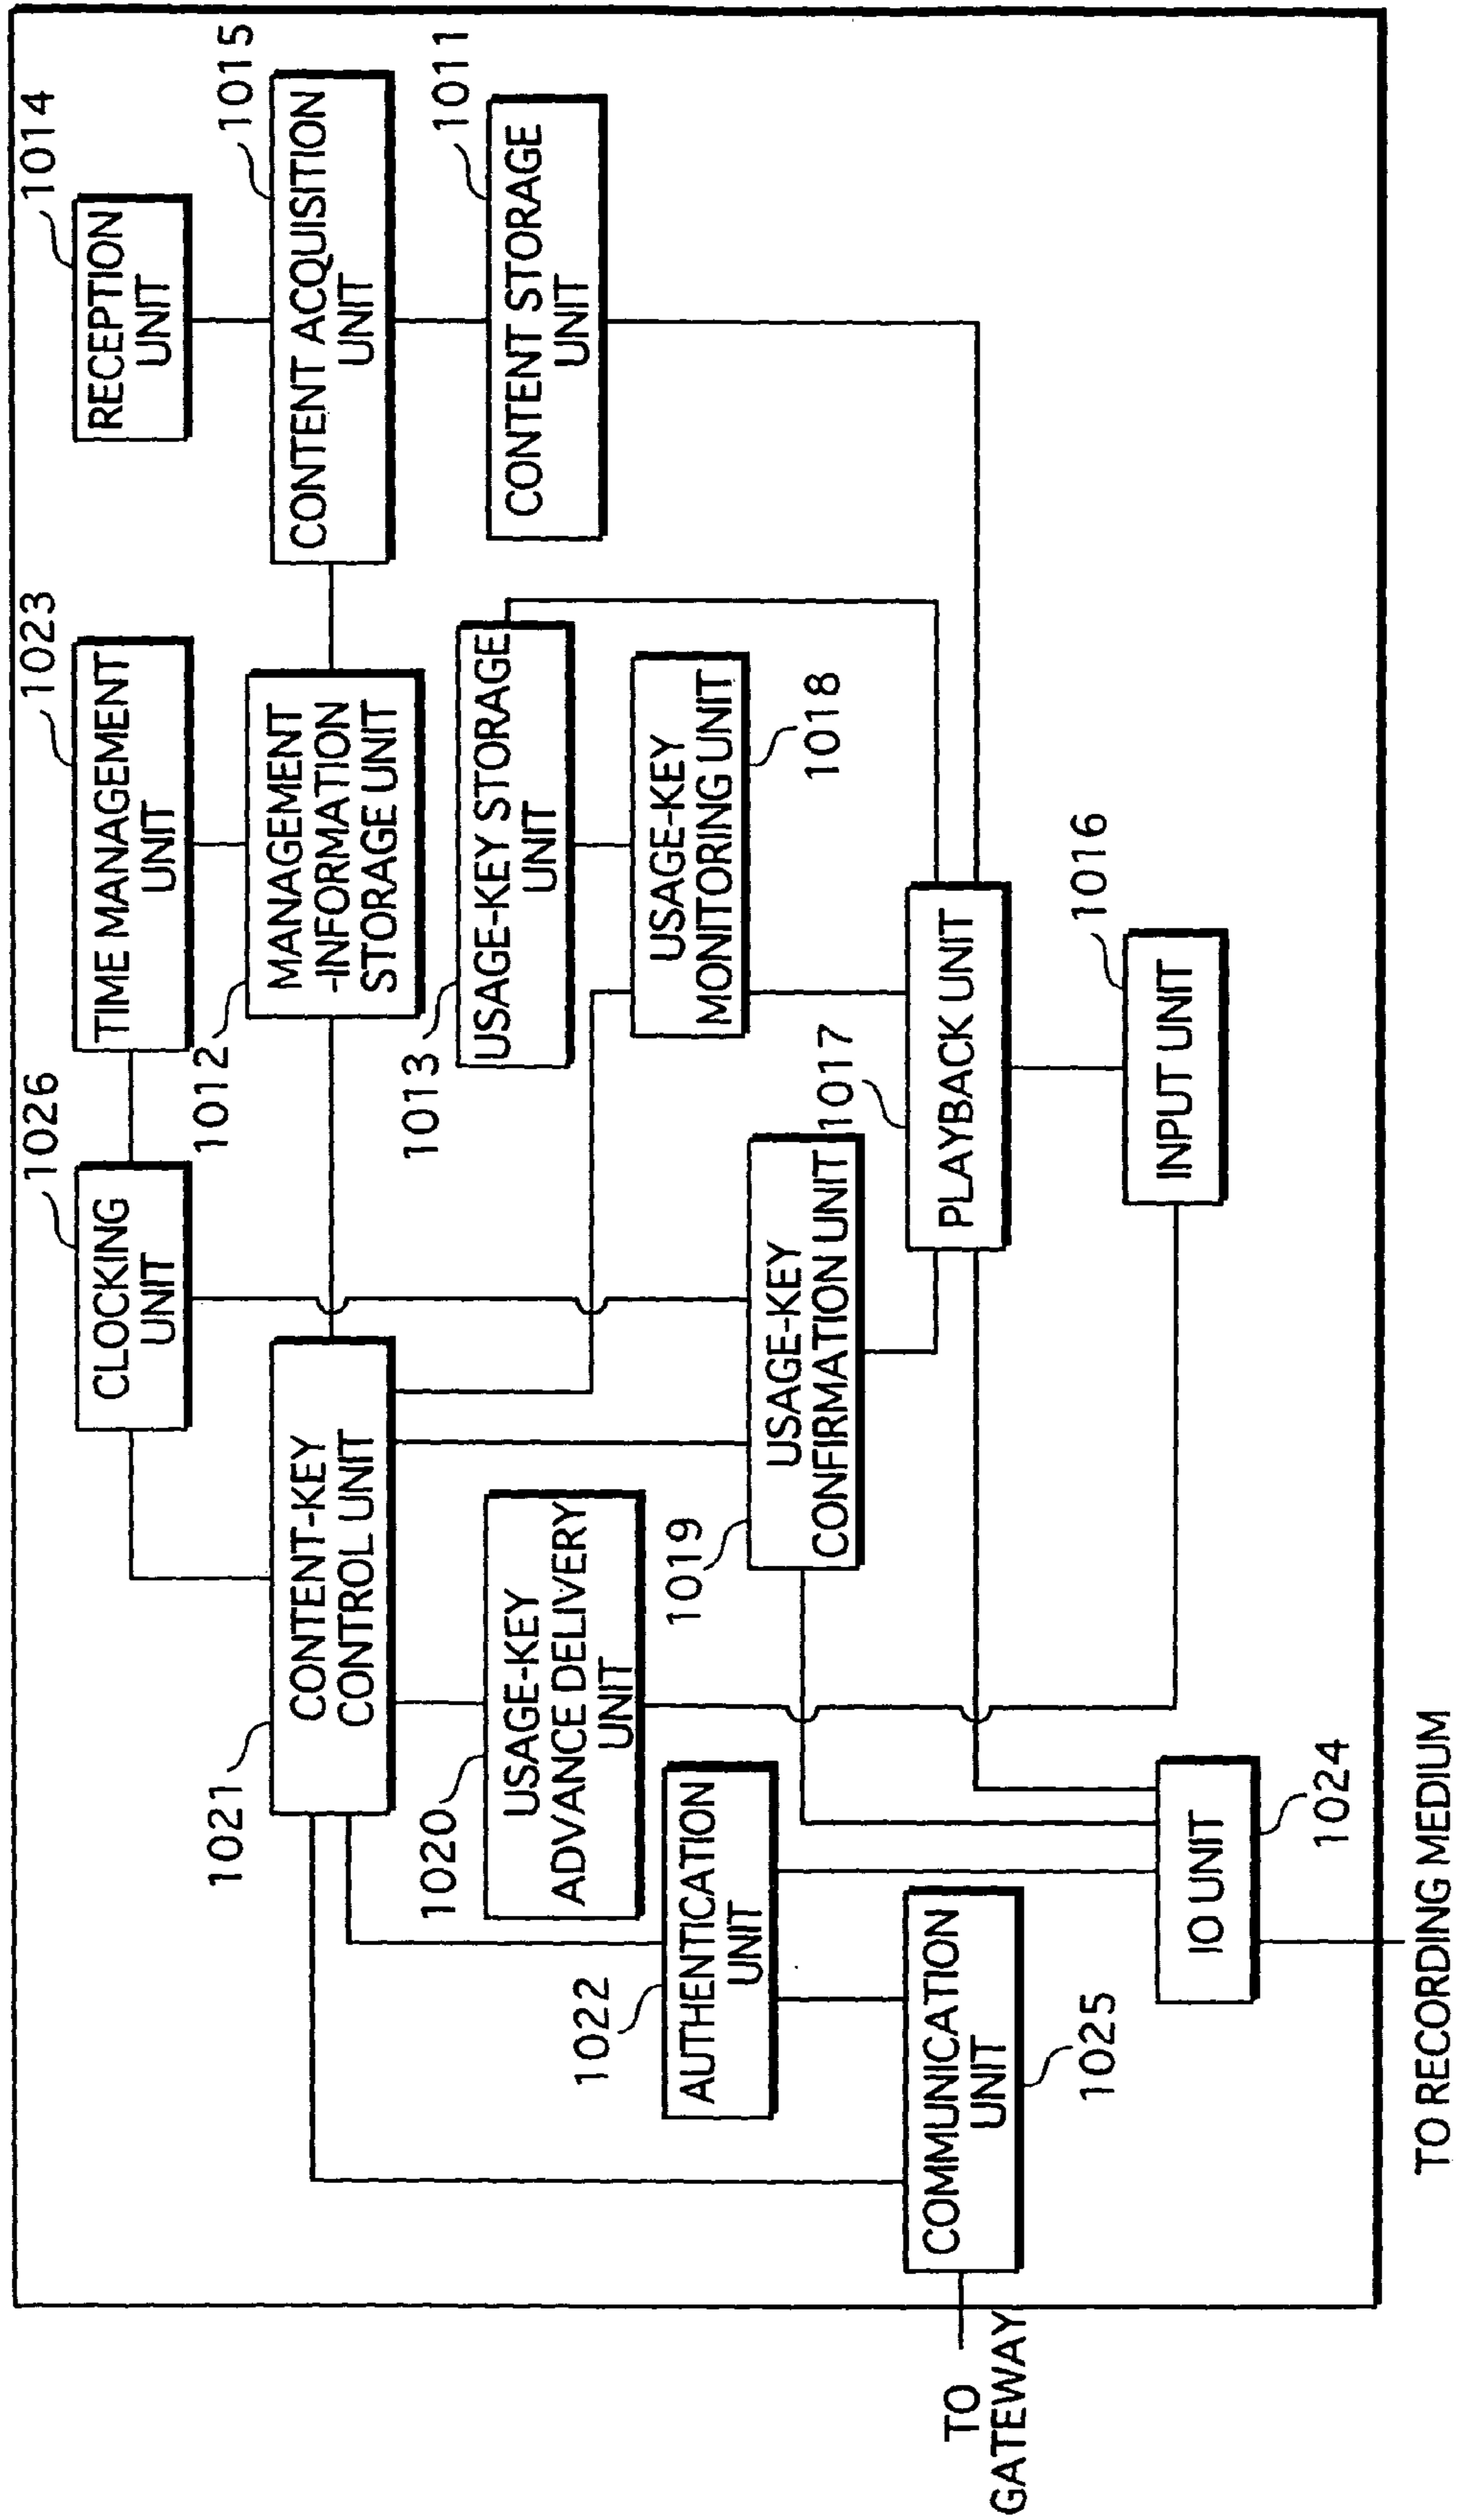 1026
CLOCKING
UNIT
1023
TIME MANAGEMENT
UNIT
1014
RECEPTION
UNIT
1021
CONTENT-KEY
CONTROL UNIT
1012
MANAGEMENT
-INFORMATION
STORAGE UNIT
1015
CONTENT ACQUISITION
UNIT
1020
USAGE-KEY
ADVANCE DELIVERY
UNIT
1013
USAGE-KEY STORAGE
UNIT
1011
CONTENT STORAGE
UNIT
1022
AUTHENTICATION
UNIT
1019
USAGE-KEY
CONFIRMATION UNIT
USAGE-KEY
MONITORING UNIT
1018
TO
GATEWAY
COMMUNICATION
UNIT
1025
1017
PLAYBACK UNIT
IO UNIT
1024
1016
INPUT UNIT
TO RECORDING MEDIUM